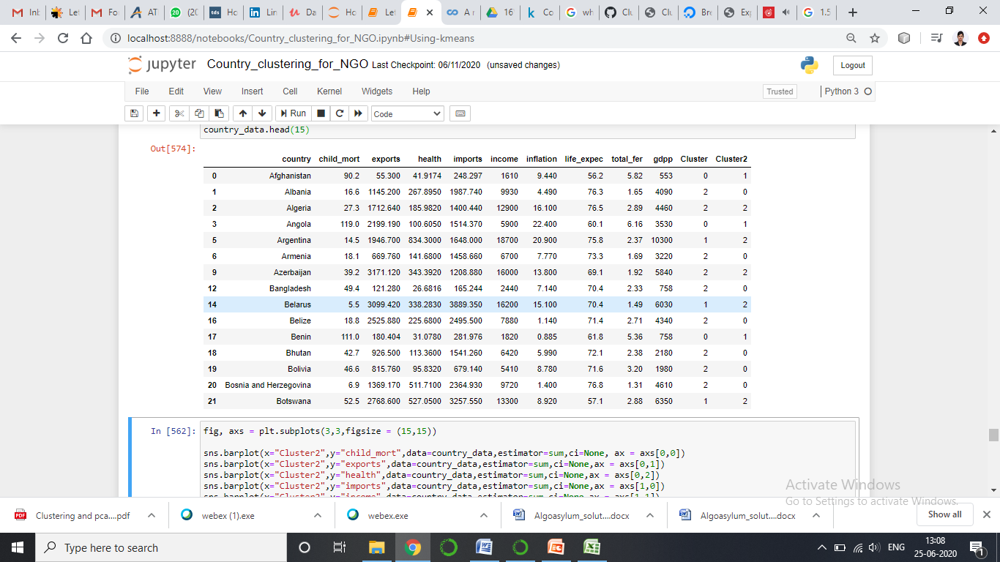 Inb Let M Fo AT 20 (20 tds Ho Lin Da Ho Let A r 16' Co wh Clu Clu Bre Exp 1.5
localhost:8888/notebooks/Country_clustering_for_NGO.ipynb#Using-kmeans
jupyter Country_clustering_for_NGO Last Checkpoint: 06/11/2020 (unsaved changes) Logout
File Edit View Insert Cell Kernel Widgets Help Trusted Python 3
Run Code
country_data.head(15)
Out[574]:
country child_mort exports health imports income inflation life_expec total_fer gdpp Cluster Cluster2
0 Afghanistan 90.2 55.300 41.9174 248.297 1610 9.440 56.2 5.82 553 0 1
1 Albania 16.6 1145.200 267.8950 1987.740 9930 4.490 76.3 1.65 4090 2 0
2 Algeria 27.3 1712.640 185.9820 1400.440 12900 16.100 76.5 2.89 4460 2 2
3 Angola 119.0 2199.190 100.6050 1514.370 5900 22.400 60.1 6.16 3530 0 1
5 Argentina 14.5 1946.700 834.3000 1648.000 18700 20.900 75.8 2.37 10300 1 2
6 Armenia 18.1 669.760 141.6800 1458.660 6700 7.770 73.3 1.69 3220 2 0
9 Azerbaijan 39.2 3171.120 343.3920 1208.880 16000 13.800 69.1 1.92 5840 2 2
12 Bangladesh 49.4 121.280 26.6816 165.244 2440 7.140 70.4 2.33 758 2 0
14 Belarus 5.5 3099.420 338.2830 3889.350 16200 15.100 70.4 1.49 6030 1 2
16 Belize 18.8 2525.880 225.6800 2495.500 7880 1.140 71.4 2.71 4340 2 0
17 Benin 111.0 180.404 31.0780 281.976 1820 0.885 61.8 5.36 758 0 1
18 Bhutan 42.7 926.500 113.3600 1541.260 6420 5.990 72.1 2.38 2180 2 0
19 Bolivia 46.6 815.760 95.8320 679.140 5410 8.780 71.6 3.20 1980 2 0
20 Bosnia and Herzegovina 6.9 1369.170 511.7100 2364.930 9720 1.400 76.8 1.31 4610 2 0
21 Botswana 52.5 2768.600 527.0500 3257.550 13300 8.920 57.1 2.88 6350 1 2
In [562]: fig, axs = plt.subplots(3,3,figsize = (15,15))
sns.barplot(x="Cluster2",y="child_mort",data=country_data,estimator=sum,ci=None, ax = axs[0,0])
sns.barplot(x="Cluster2",y="exports",data=country_data,estimator=sum,ci=None,ax = axs[0,1])
sns.barplot(x="Cluster2",y="health",data=country_data,estimator=sum,ci=None,ax = axs[0,2])
sns.barplot(x="Cluster2",y="imports",data=country_data,estimator=sum,ci=None,ax = axs[1,0])
sns.barplot(x="Cluster2",y="income",data=country_data,estimator=sum,ci=None,ax = axs[1,1])
Activate Windows
Go to Settings to activate Windows.
PDF Clustering and pca....pdf webex (1).exe webex.exe Algoasylum_solut....docx Algoasylum_solut....docx Show all
Type here to search ENG 13:08
25-06-2020 1